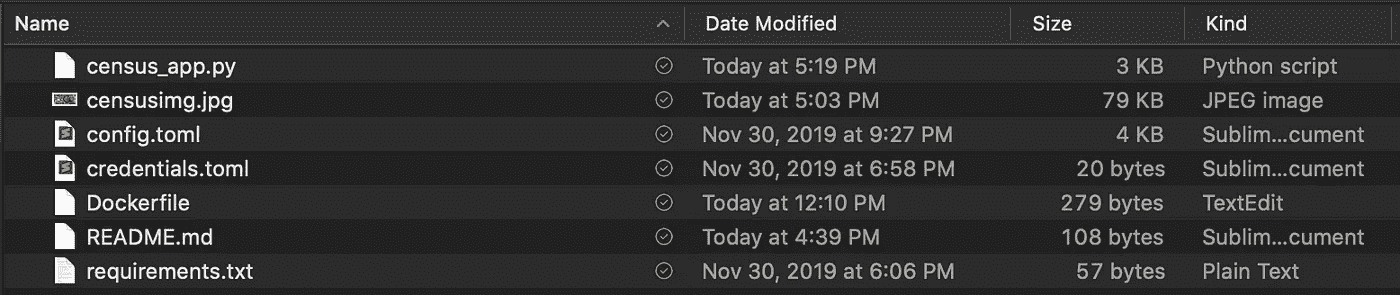 Name Date Modified Size Kind
census_app.py Today at 5:19 PM 3 KB Python script
censusimg.jpg Today at 5:03 PM 79 KB JPEG image
config.toml Nov 30, 2019 at 9:27 PM 4 KB Sublim...cument
credentials.toml Nov 30, 2019 at 6:58 PM 20 bytes Sublim...cument
Dockerfile Today at 12:10 PM 279 bytes TextEdit
README.md Today at 4:39 PM 108 bytes Sublim...cument
requirements.txt Nov 30, 2019 at 6:06 PM 57 bytes Plain Text